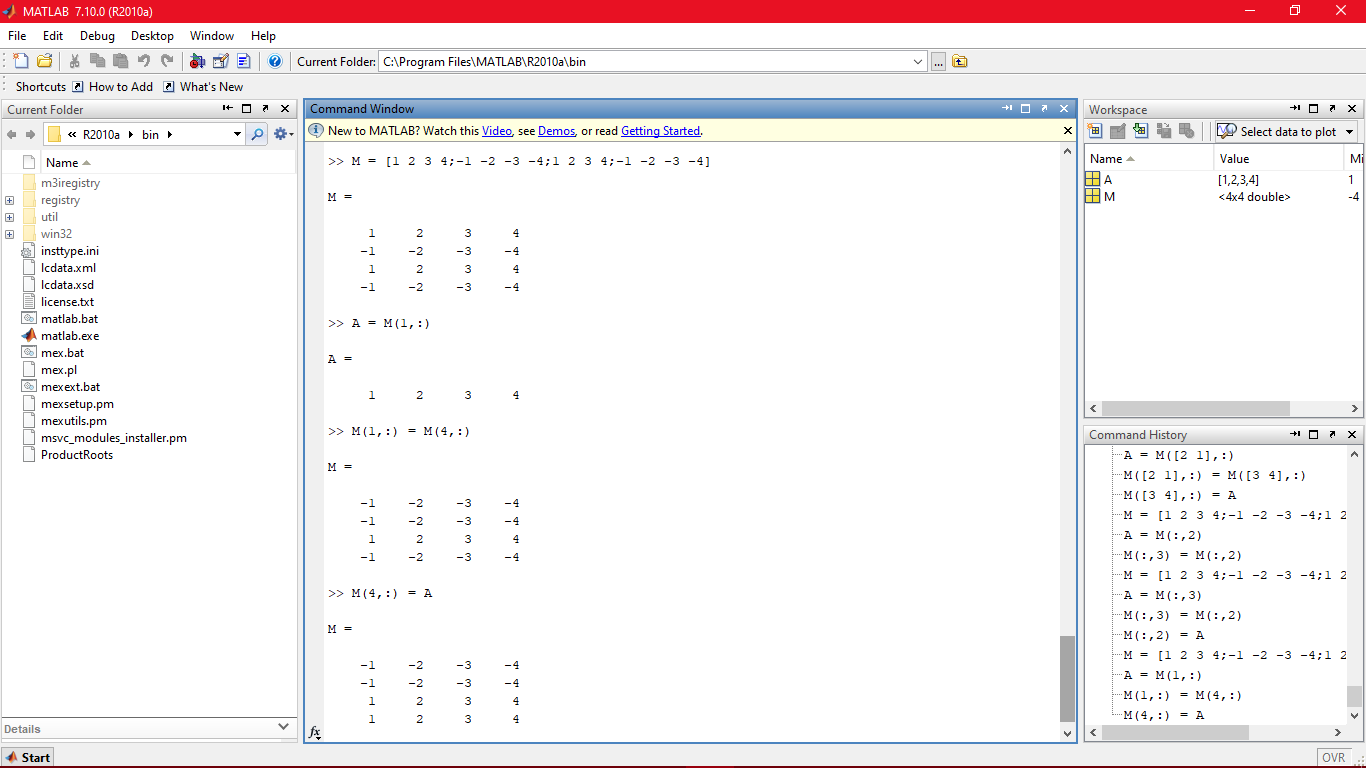 MATLAB 7.10.0 (R2010a)
File Edit Debug Desktop Window Help
Current Folder: C:\Program Files\MATLAB\R2010a\bin ...
Shortcuts How to Add What's New
Current Folder
« R2010a bin
Name
m3iregistry
registry
util
win32
insttype.ini
lcdata.xml
lcdata.xsd
license.txt
matlab.bat
matlab.exe
mex.bat
mex.pl
mexext.bat
mexsetup.pm
mexutils.pm
msvc_modules_installer.pm
ProductRoots
Details
Command Window
New to MATLAB? Watch this Video, see Demos, or read Getting Started.
>> M = [1 2 3 4;-1 -2 -3 -4;1 2 3 4;-1 -2 -3 -4]
M =
1 2 3 4
-1 -2 -3 -4
1 2 3 4
-1 -2 -3 -4
>> A = M(1,:)
A =
1 2 3 4
>> M(1,:) = M(4,:)
M =
-1 -2 -3 -4
-1 -2 -3 -4
1 2 3 4
-1 -2 -3 -4
>> M(4,:) = A
M =
-1 -2 -3 -4
-1 -2 -3 -4
1 2 3 4
1 2 3 4
fx
Workspace
Select data to plot
Name Value Mi
A [1,2,3,4] 1
M <4x4 double> -4
Command History
A = M([2 1],:)
M([2 1],:) = M([3 4],:)
M([3 4],:) = A
M = [1 2 3 4;-1 -2 -3 -4;1 2
A = M(:,2)
M(:,3) = M(:,2)
M = [1 2 3 4;-1 -2 -3 -4;1 2
A = M(:,3)
M(:,3) = M(:,2)
M(:,2) = A
M = [1 2 3 4;-1 -2 -3 -4;1 2
A = M(1,:)
M(1,:) = M(4,:)
M(4,:) = A
Start
OVR